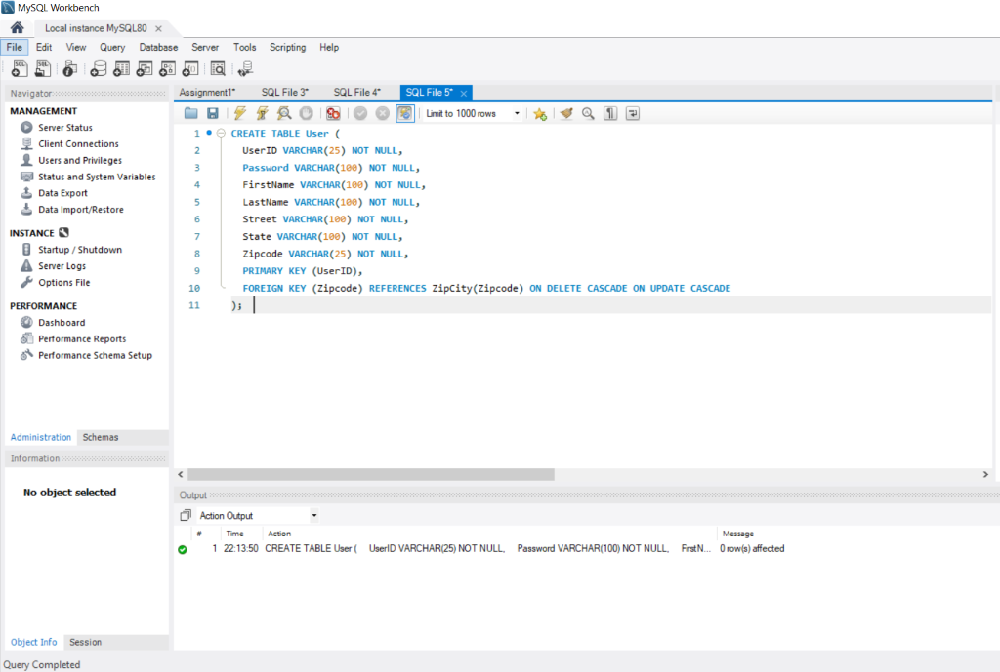 MySQL Workbench
Local instance MySQL80
File Edit View Query Database Server Tools Scripting Help
Navigator
MANAGEMENT
Server Status
Client Connections
Users and Privileges
Status and System Variables
Data Export
Data Import/Restore
INSTANCE
Startup / Shutdown
Server Logs
Options File
PERFORMANCE
Dashboard
Performance Reports
Performance Schema Setup
Administration Schemas
Information
No object selected
Object Info Session
Assignment1* SQL File 3* SQL File 4* SQL File 5*
Limit to 1000 rows
1 CREATE TABLE User (
2 UserID VARCHAR(25) NOT NULL,
3 Password VARCHAR(100) NOT NULL,
4 FirstName VARCHAR(100) NOT NULL,
5 LastName VARCHAR(100) NOT NULL,
6 Street VARCHAR(100) NOT NULL,
7 State VARCHAR(100) NOT NULL,
8 Zipcode VARCHAR(25) NOT NULL,
9 PRIMARY KEY (UserID),
10 FOREIGN KEY (Zipcode) REFERENCES ZipCity(Zipcode) ON DELETE CASCADE ON UPDATE CASCADE
11 );
Output
Action Output
# Time Action Message
1 22:13:50 CREATE TABLE User ( UserID VARCHAR(25) NOT NULL, Password VARCHAR(100) NOT NULL, FirstN... 0 row(s) affected
Query Completed